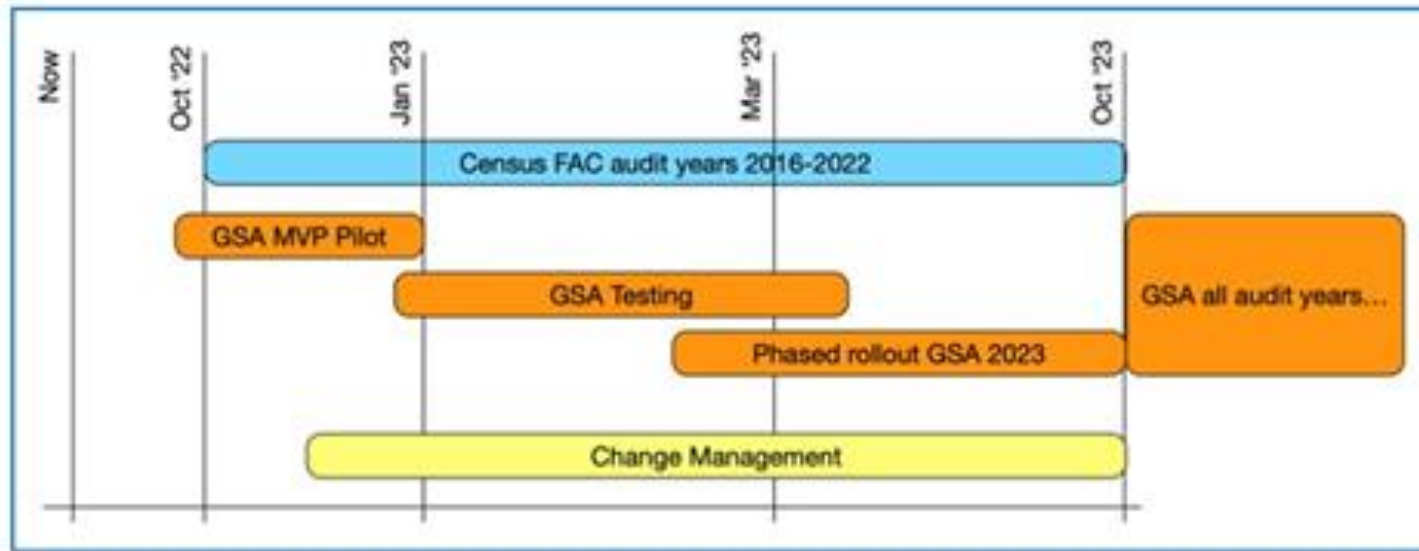 Now
Oct '22
Jan '23
Mar '23
Oct '23
Census FAC audit years 2016-2022
GSA MVP Pilot
GSA Testing
GSA all audit years...
Phased rollout GSA 2023
Change Management